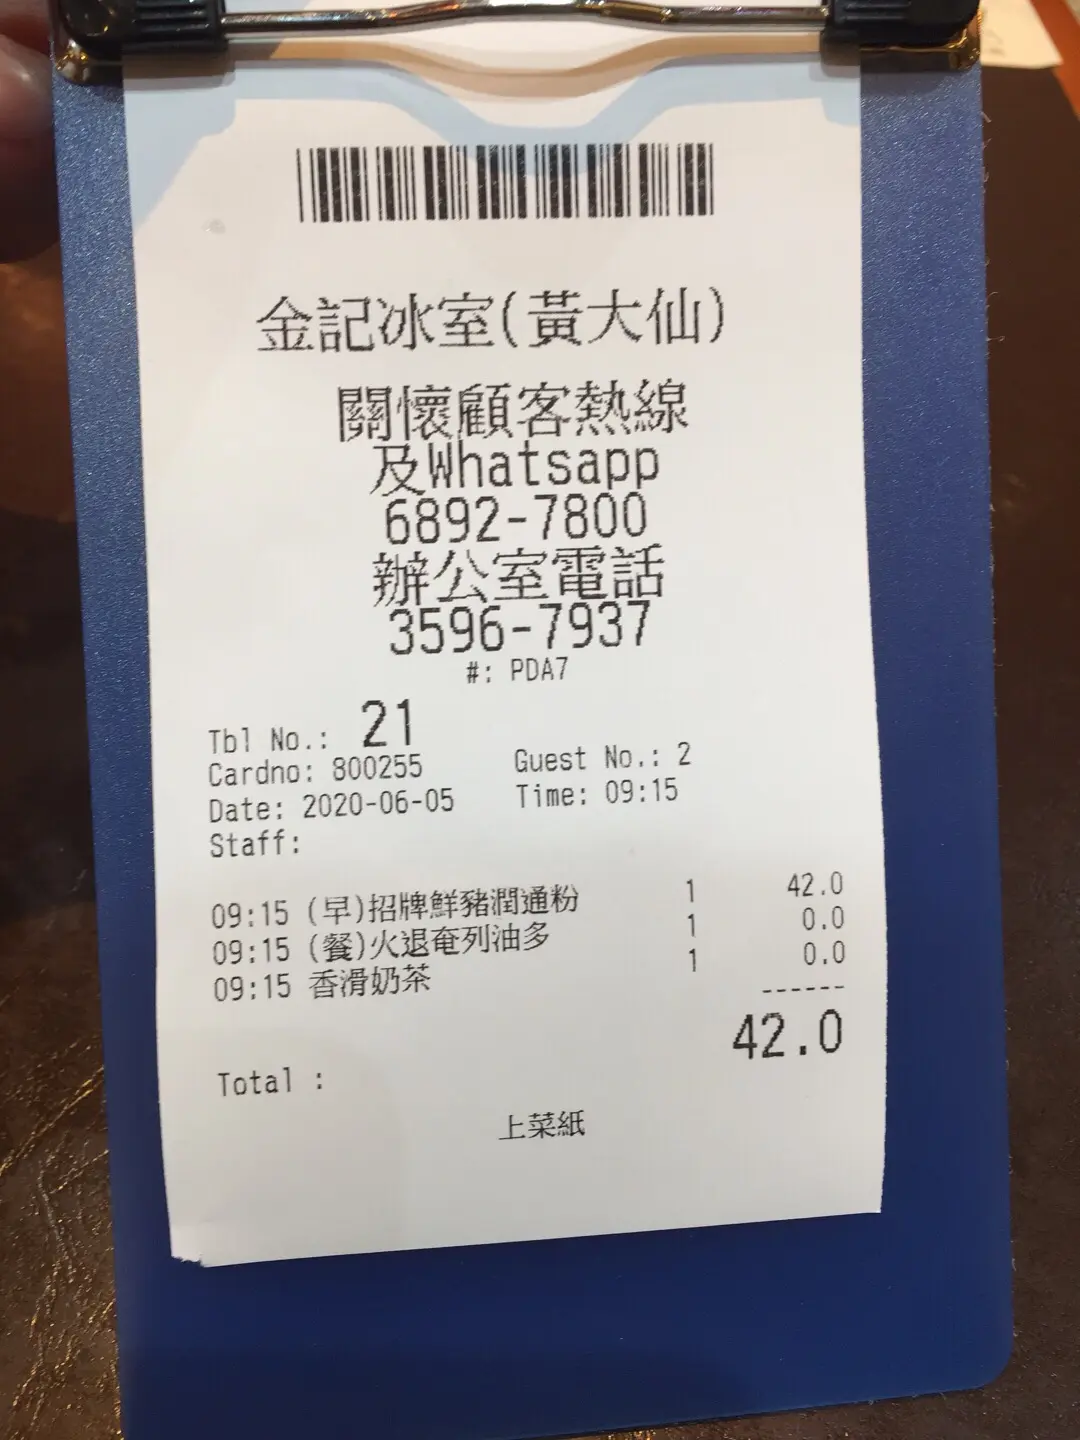 金記冰室(黃大仙)
關懷顧客熱線
及Whatsapp
6892-7800
辦公室電話
3596-7937
#: PDA7
Tbl No.: 21
Cardno: 800255 Guest No.: 2
Date: 2020-06-05 Time: 09:15
Staff:
09:15 (早)招牌鮮豬潤通粉 1 42.0
09:15 (餐)火退奄列油多 1 0.0
09:15 香滑奶茶 1 0.0
------
42.0
Total :
上菜紙